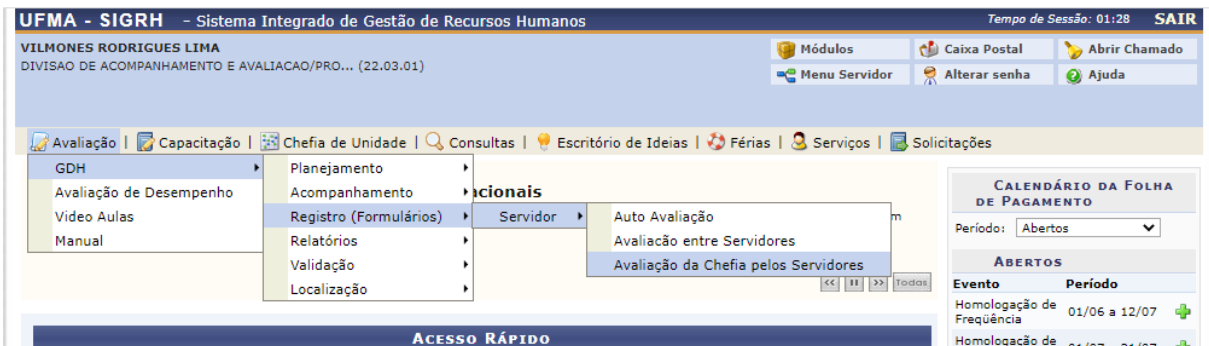 UFMA - SIGRH - Sistema Integrado de Gestão de Recursos Humanos
Tempo de Sessão: 01:28 SAIR
VILMONES RODRIGUES LIMA
DIVISAO DE ACOMPANHAMENTO E AVALIACAO/PRO... (22.03.01)
Módulos
Caixa Postal
Abrir Chamado
Menu Servidor
Alterar senha
Ajuda
Avaliação | Capacitação | Chefia de Unidade | Consultas | Escritório de Ideias | Férias | Serviços | Solicitações
GDH
Avaliação de Desempenho
Video Aulas
Manual
Planejamento
Acompanhamento
Registro (Formulários)
Relatórios
Validação
Localização
Servidor
Auto Avaliação
Avaliacão entre Servidores
Avaliação da Chefia pelos Servidores
<< II >> Todas
ACESSO RÁPIDO
CALENDÁRIO DA FOLHA
DE PAGAMENTO
Período: Abertos
ABERTOS
Evento Período
Homologação de
Freqüência
01/06 a 12/07
Homologação de